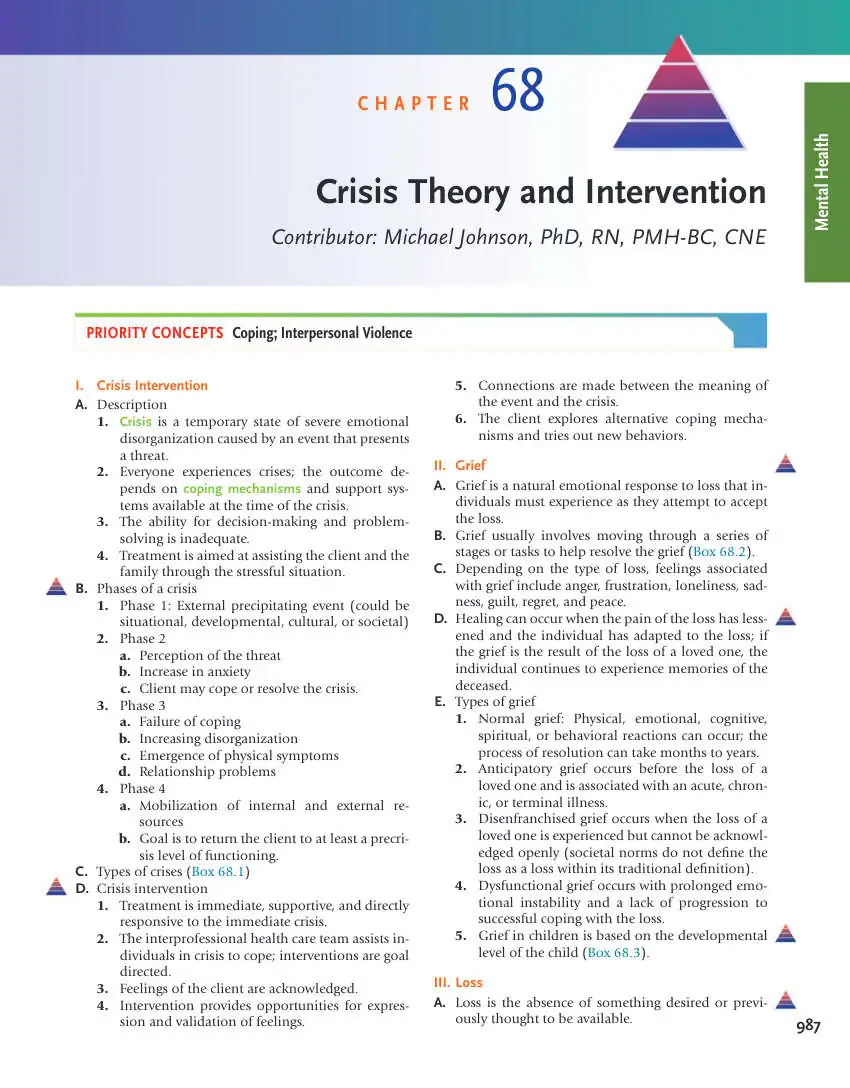 CHAPTER 68
Mental Health
Crisis Theory and Intervention
Contributor: Michael Johnson, PhD, RN, PMH-BC, CNE
PRIORITY CONCEPTS Coping; Interpersonal Violence
I. Crisis Intervention
A. Description
1. Crisis is a temporary state of severe emotional
disorganization caused by an event that presents
a threat.
2. Everyone experiences crises; the outcome de-
pends on coping mechanisms and support sys-
tems available at the time of the crisis.
3. The ability for decision-making and problem-
solving is inadequate.
4. Treatment is aimed at assisting the client and the
family through the stressful situation.
B. Phases of a crisis
1. Phase 1: External precipitating event (could be
situational, developmental, cultural, or societal)
2. Phase 2
a. Perception of the threat
b. Increase in anxiety
c. Client may cope or resolve the crisis.
3. Phase 3
a. Failure of coping
b. Increasing disorganization
c. Emergence of physical symptoms
d. Relationship problems
4. Phase 4
a. Mobilization of internal and external re-
sources
b. Goal is to return the client to at least a precri-
sis level of functioning.
C. Types of crises (Box 68.1)
D. Crisis intervention
1. Treatment is immediate, supportive, and directly
responsive to the immediate crisis.
2. The interprofessional health care team assists in-
dividuals in crisis to cope; interventions are goal
directed.
3. Feelings of the client are acknowledged.
4. Intervention provides opportunities for expres-
sion and validation of feelings.
5. Connections are made between the meaning of
the event and the crisis.
6. The client explores alternative coping mecha-
nisms and tries out new behaviors.
II. Grief
A. Grief is a natural emotional response to loss that in-
dividuals must experience as they attempt to accept
the loss.
B. Grief usually involves moving through a series of
stages or tasks to help resolve the grief (Box 68.2).
C. Depending on the type of loss, feelings associated
with grief include anger, frustration, loneliness, sad-
ness, guilt, regret, and peace.
D. Healing can occur when the pain of the loss has less-
ened and the individual has adapted to the loss; if
the grief is the result of the loss of a loved one, the
individual continues to experience memories of the
deceased.
E. Types of grief
1. Normal grief: Physical, emotional, cognitive,
spiritual, or behavioral reactions can occur; the
process of resolution can take months to years.
2. Anticipatory grief occurs before the loss of a
loved one and is associated with an acute, chron-
ic, or terminal illness.
3. Disenfranchised grief occurs when the loss of a
loved one is experienced but cannot be acknowl-
edged openly (societal norms do not define the
loss as a loss within its traditional definition).
4. Dysfunctional grief occurs with prolonged emo-
tional instability and a lack of progression to
successful coping with the loss.
5. Grief in children is based on the developmental
level of the child (Box 68.3).
III. Loss
A. Loss is the absence of something desired or previ-
ously thought to be available.
987